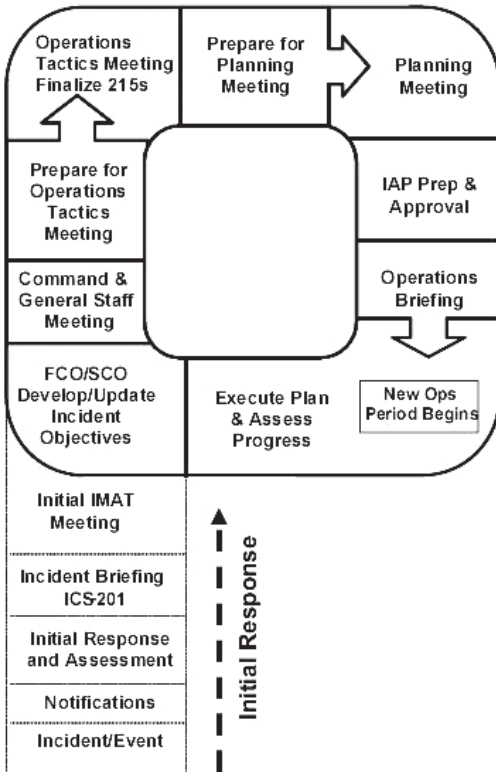 Operations
Tactics Meeting
Finalize 215s
Prepare for
Planning
Meeting
Planning
Meeting
Prepare for
Operations
Tactics
Meeting
IAP Prep &
Approval
Command &
General Staff
Meeting
Operations
Briefing
FCO/SCO
Develop/Update
Incident
Objectives
Execute Plan
& Assess
Progress
New Ops
Period Begins
Initial IMAT
Meeting
Incident Briefing
ICS-201
Initial Response
and Assessment
Notifications
Incident/Event
Initial Response